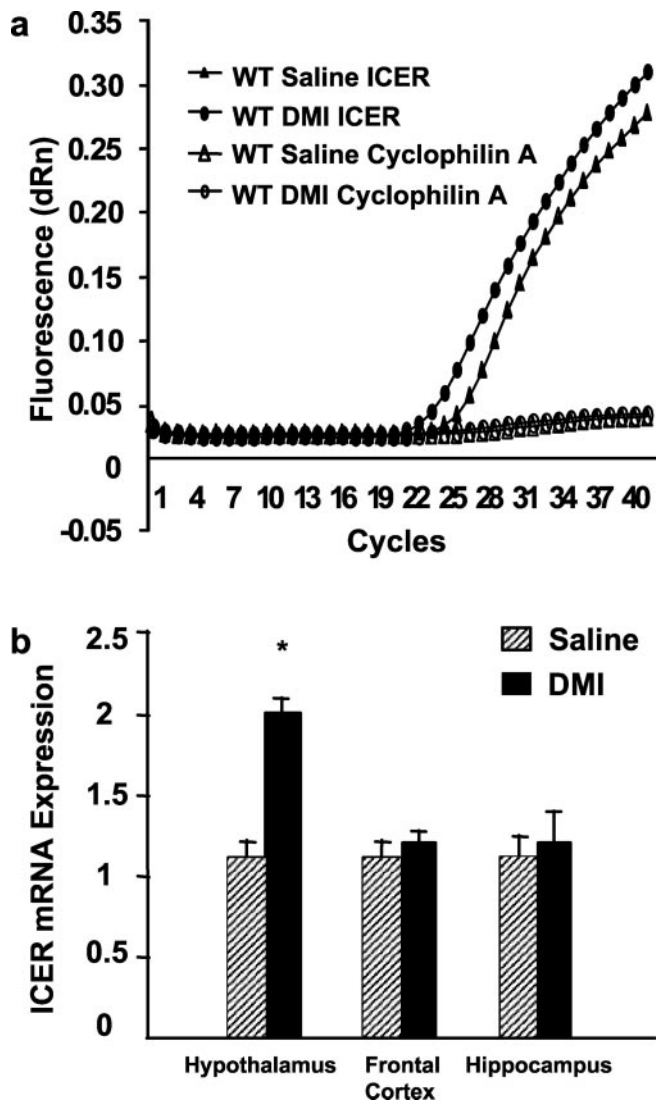 a
0.35
0.30
0.25
0.20
0.15
0.10
0.05
0
-0.05
Fluorescence (dRn)
WT Saline ICER
WT DMI ICER
WT Saline Cyclophilin A
WT DMI Cyclophilin A
1 4 7 10 13 16 19 22 25 28 31 34 37 40
Cycles
b
2.5
2
1.5
1
0.5
0
ICER mRNA Expression
Saline
DMI
*
Hypothalamus Frontal Hippocampus
Cortex